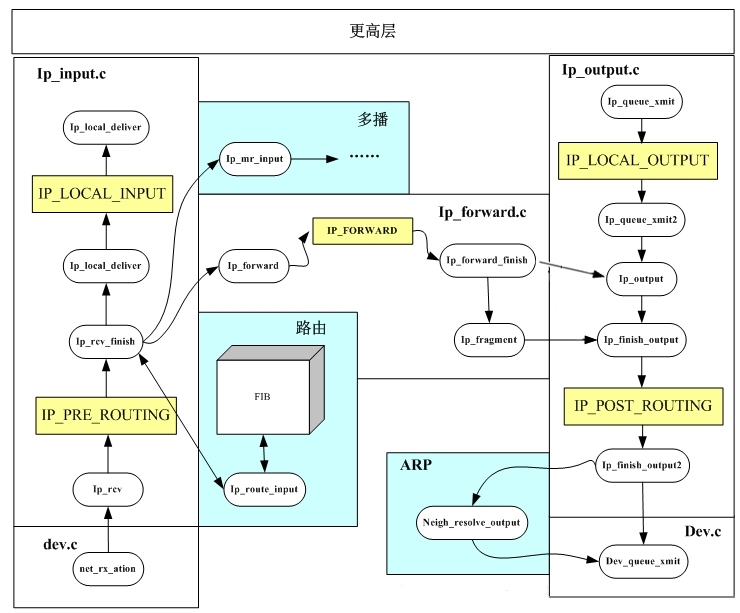 更高层
Ip_input.c
Ip_local_deliver
IP_LOCAL_INPUT
Ip_local_deliver
Ip_rcv_finish
IP_PRE_ROUTING
Ip_rcv
dev.c
net_rx_ation
多播
Ip_mr_input
······
Ip_forward.c
IP_FORWARD
Ip_forward
Ip_forward_finish
Ip_fragment
路由
FIB
Ip_route_input
ARP
Neigh_resolve_output
Ip_output.c
Ip_queue_xmit
IP_LOCAL_OUTPUT
Ip_queue_xmit2
Ip_output
Ip_finish_output
IP_POST_ROUTING
Ip_finish_output2
Dev.c
Dev_queue_xmit